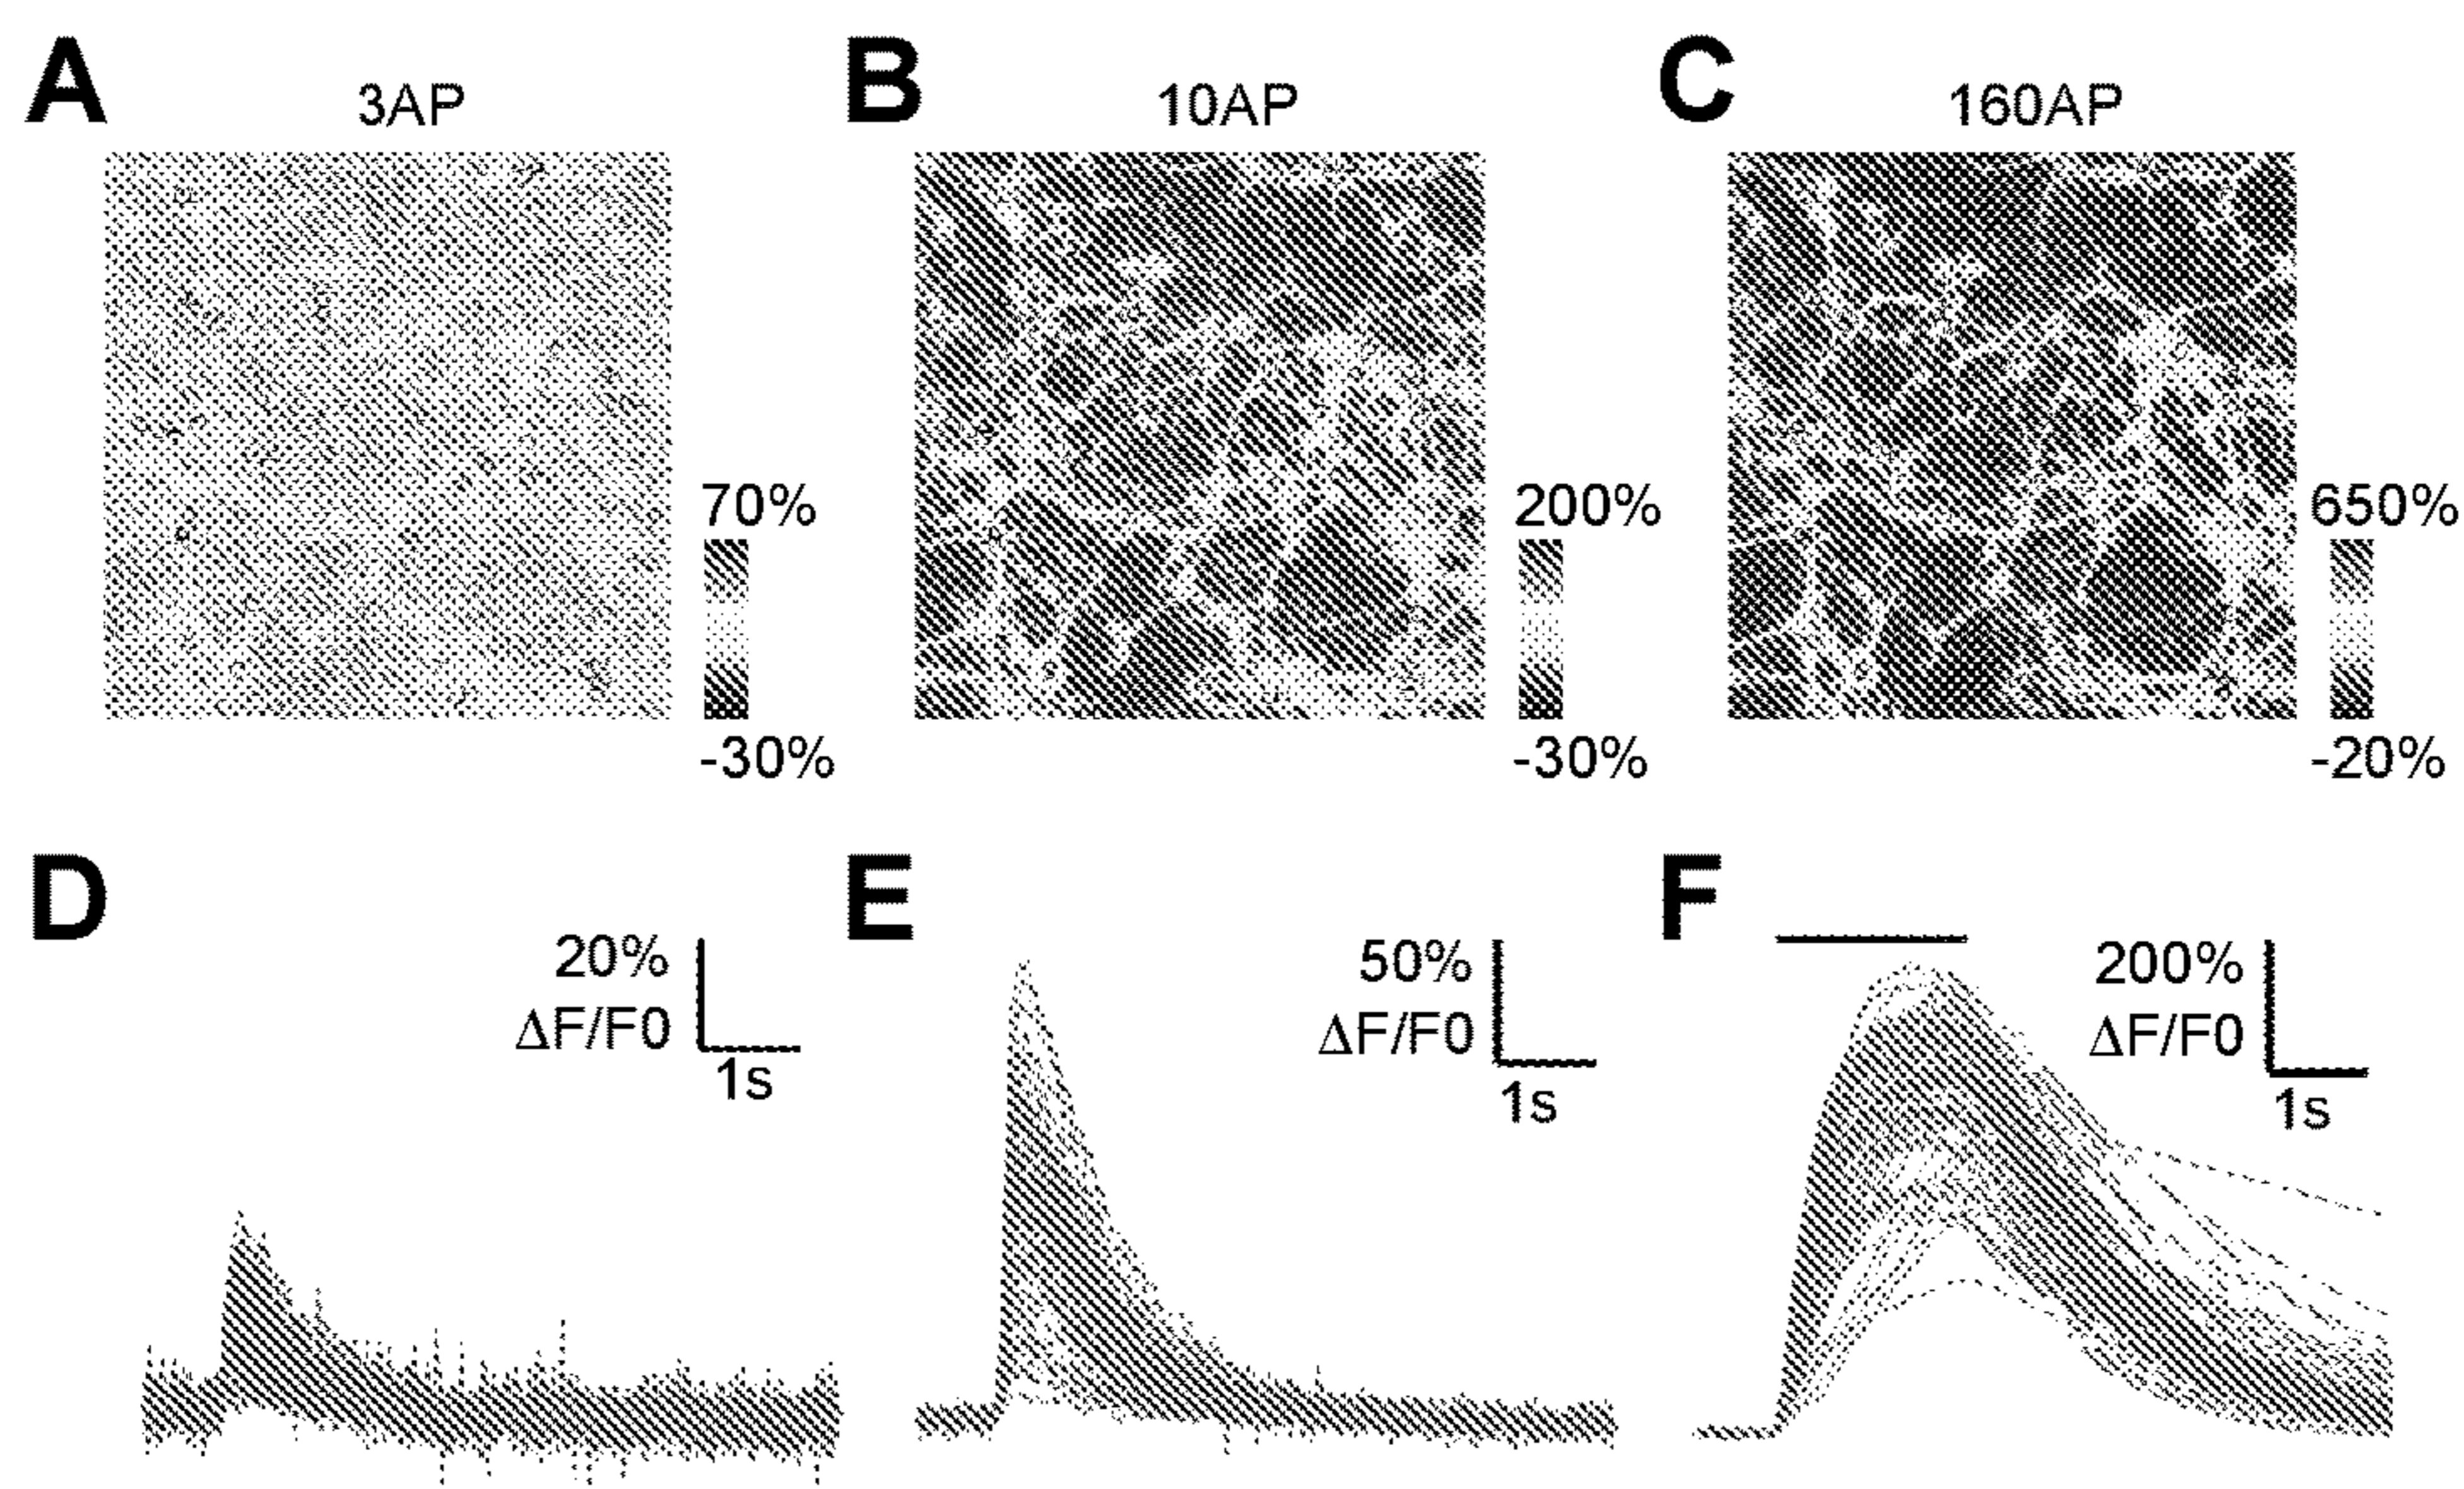 A
3AP
B
10AP
C
160AP
70%
-30%
200%
-30%
650%
-20%
D
20%
ΔF/F0
1s
E
50%
ΔF/F0
1s
F
200%
ΔF/F0
1s